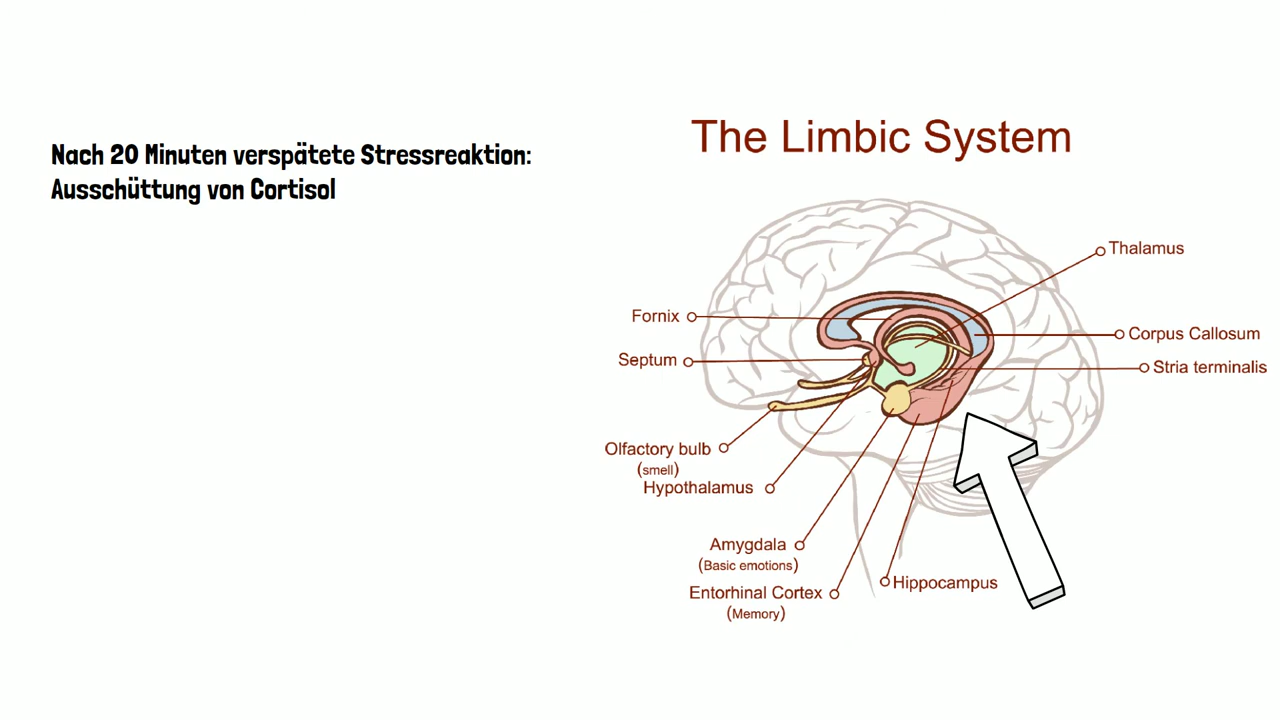 Nach 20 Minuten verspätete Stressreaktion:
Ausschüttung von Cortisol
The Limbic System
Thalamus
Fornix
Corpus Callosum
Septum
Stria terminalis
Olfactory bulb
(smell)
Hypothalamus
Amygdala
(Basic emotions)
Hippocampus
Entorhinal Cortex
(Memory)